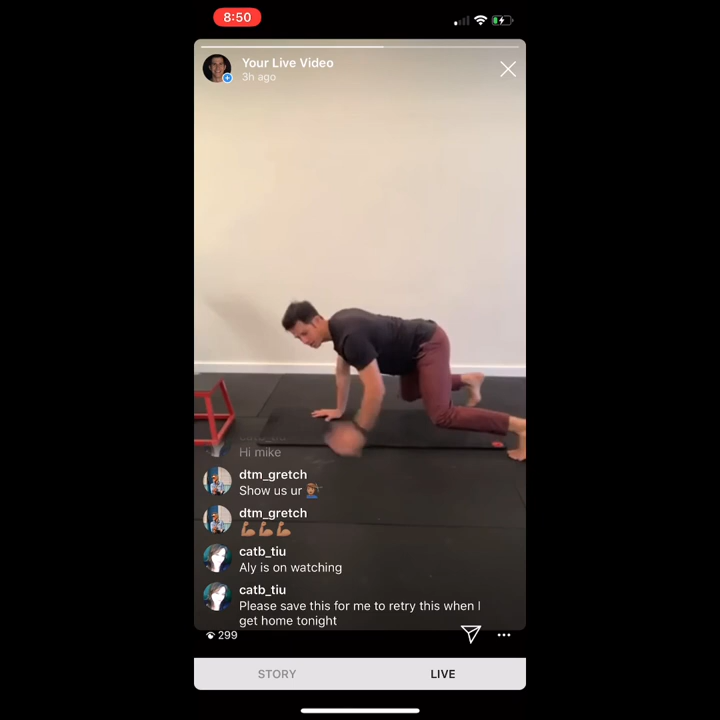 8:50
Your Live Video
3h ago
Hi mike
dtm_gretch
Show us ur 💇🏽‍♂️
dtm_gretch
💪🏽💪🏽💪🏽
catb_tiu
Aly is on watching
catb_tiu
Please save this for me to retry this when I
get home tonight
299
STORY
LIVE